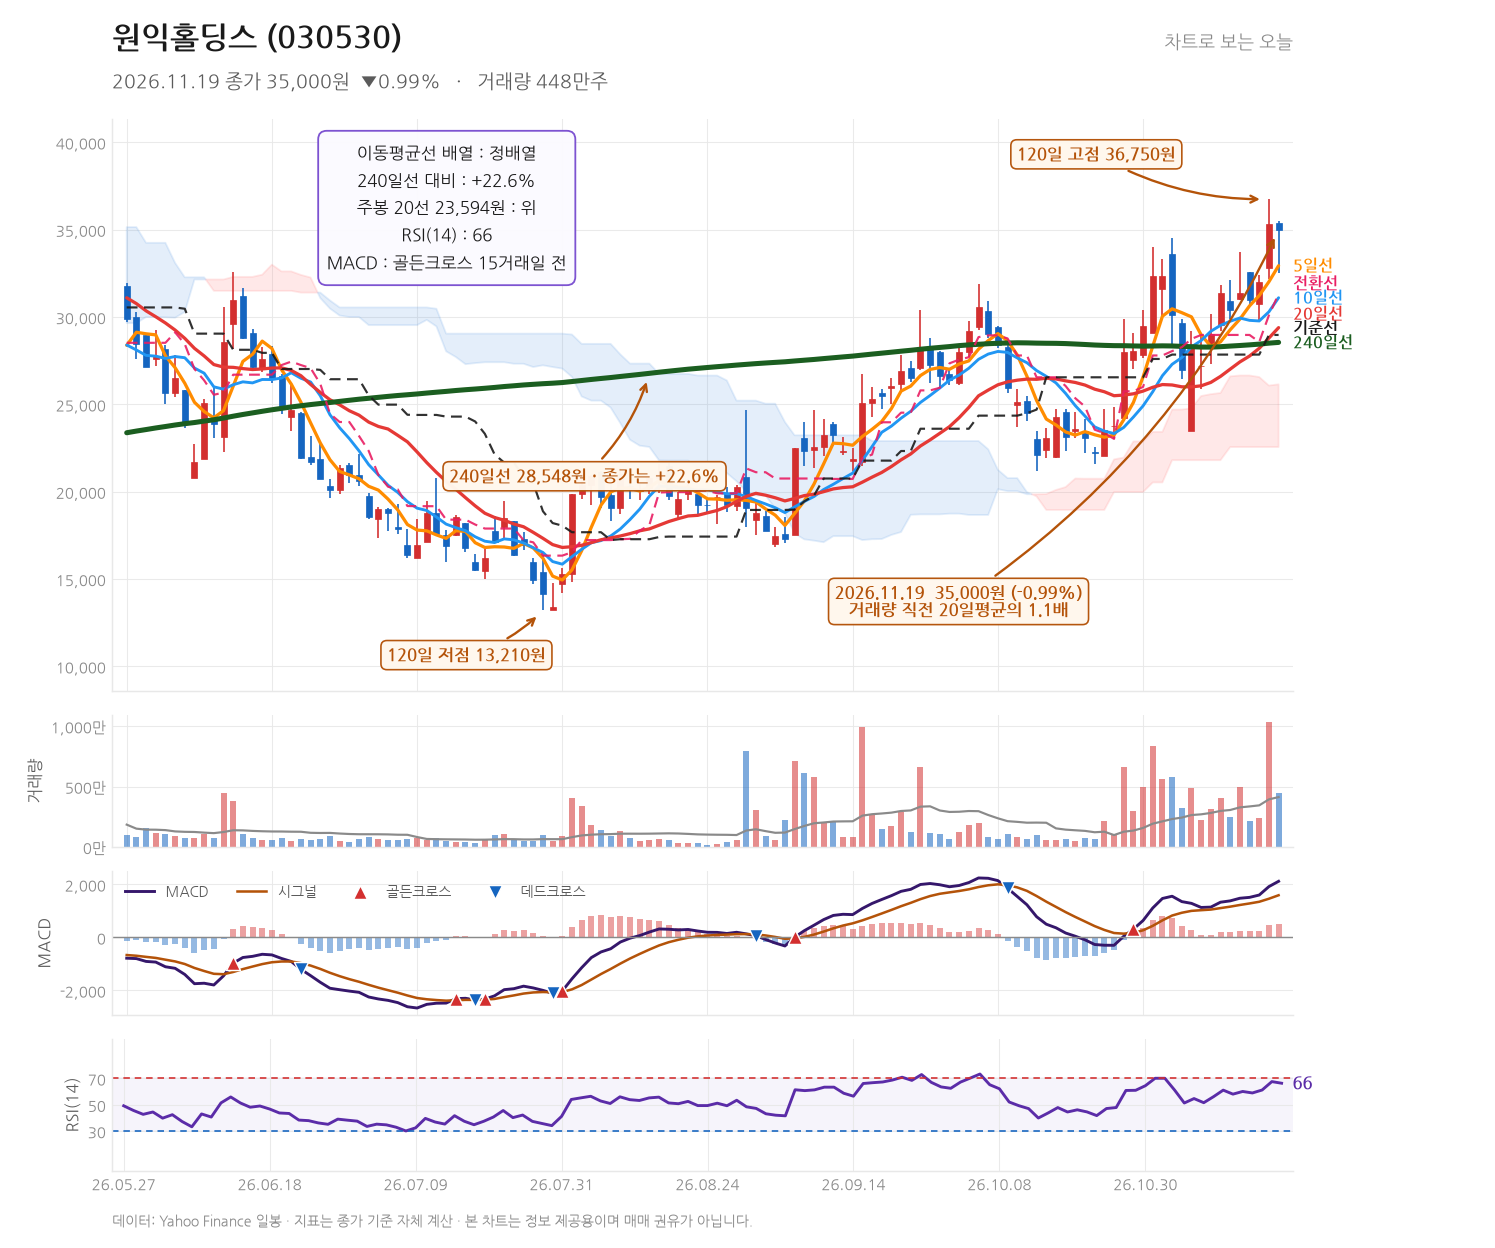 원익홀딩스 (030530)
차트로 보는 오늘
2026.11.19 종가 35,000원 ▼0.99% · 거래량 448만주
40,000
35,000
30,000
25,000
20,000
15,000
10,000
이동평균선 배열 : 정배열
240일선 대비 : +22.6%
주봉 20선 23,594원 : 위
RSI(14) : 66
MACD : 골든크로스 15거래일 전
120일 고점 36,750원
5일선
전환선
10일선
20일선
기준선
240일선
240일선 28,548원 · 종가는 +22.6%
2026.11.19 35,000원 (-0.99%)
거래량 직전 20일평균의 1.1배
120일 저점 13,210원
거래량
1,000만
500만
0만
MACD
2,000
0
-2,000
MACD 시그널 골든크로스 데드크로스
RSI(14)
70
50
30
66
26.05.27 26.06.18 26.07.09 26.07.31 26.08.24 26.09.14 26.10.08 26.10.30
데이터: Yahoo Finance 일봉 · 지표는 종가 기준 자체 계산 · 본 차트는 정보 제공용이며 매매 권유가 아닙니다.